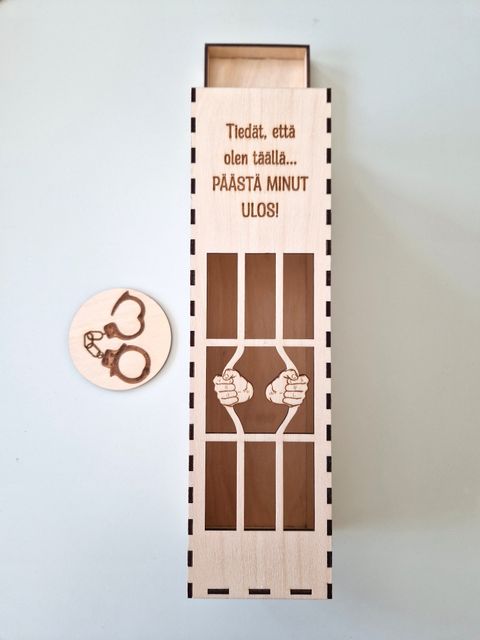 Tiedät, että
olen täällä...
PÄÄSTÄ MINUT
ULOS!